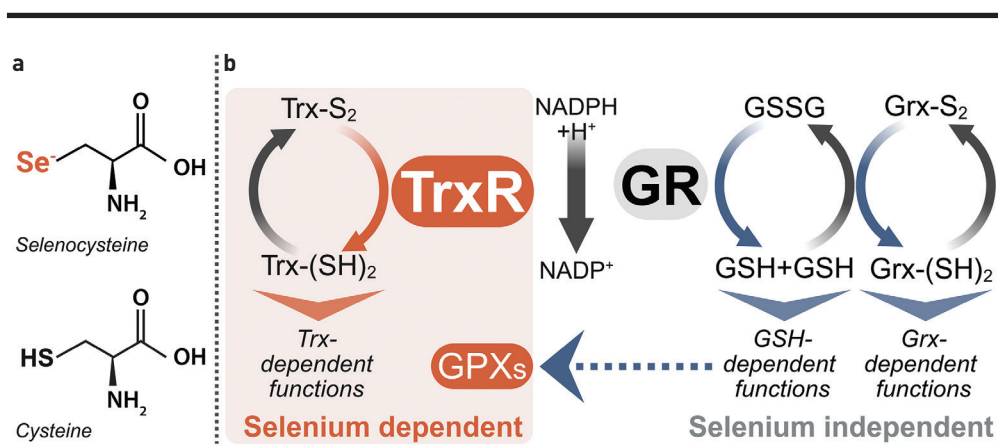 a
O
Se-
OH
NH2
Selenocysteine
O
HS
OH
NH2
Cysteine
b
Trx-S2
TrxR
Trx-(SH)2
Trx-
dependent
functions
NADPH
+H+
NADP+
GR
GSSG
GSH+GSH
GSH-
dependent
functions
Grx-S2
Grx-(SH)2
Grx-
dependent
functions
GPXs
Selenium dependent
Selenium independent